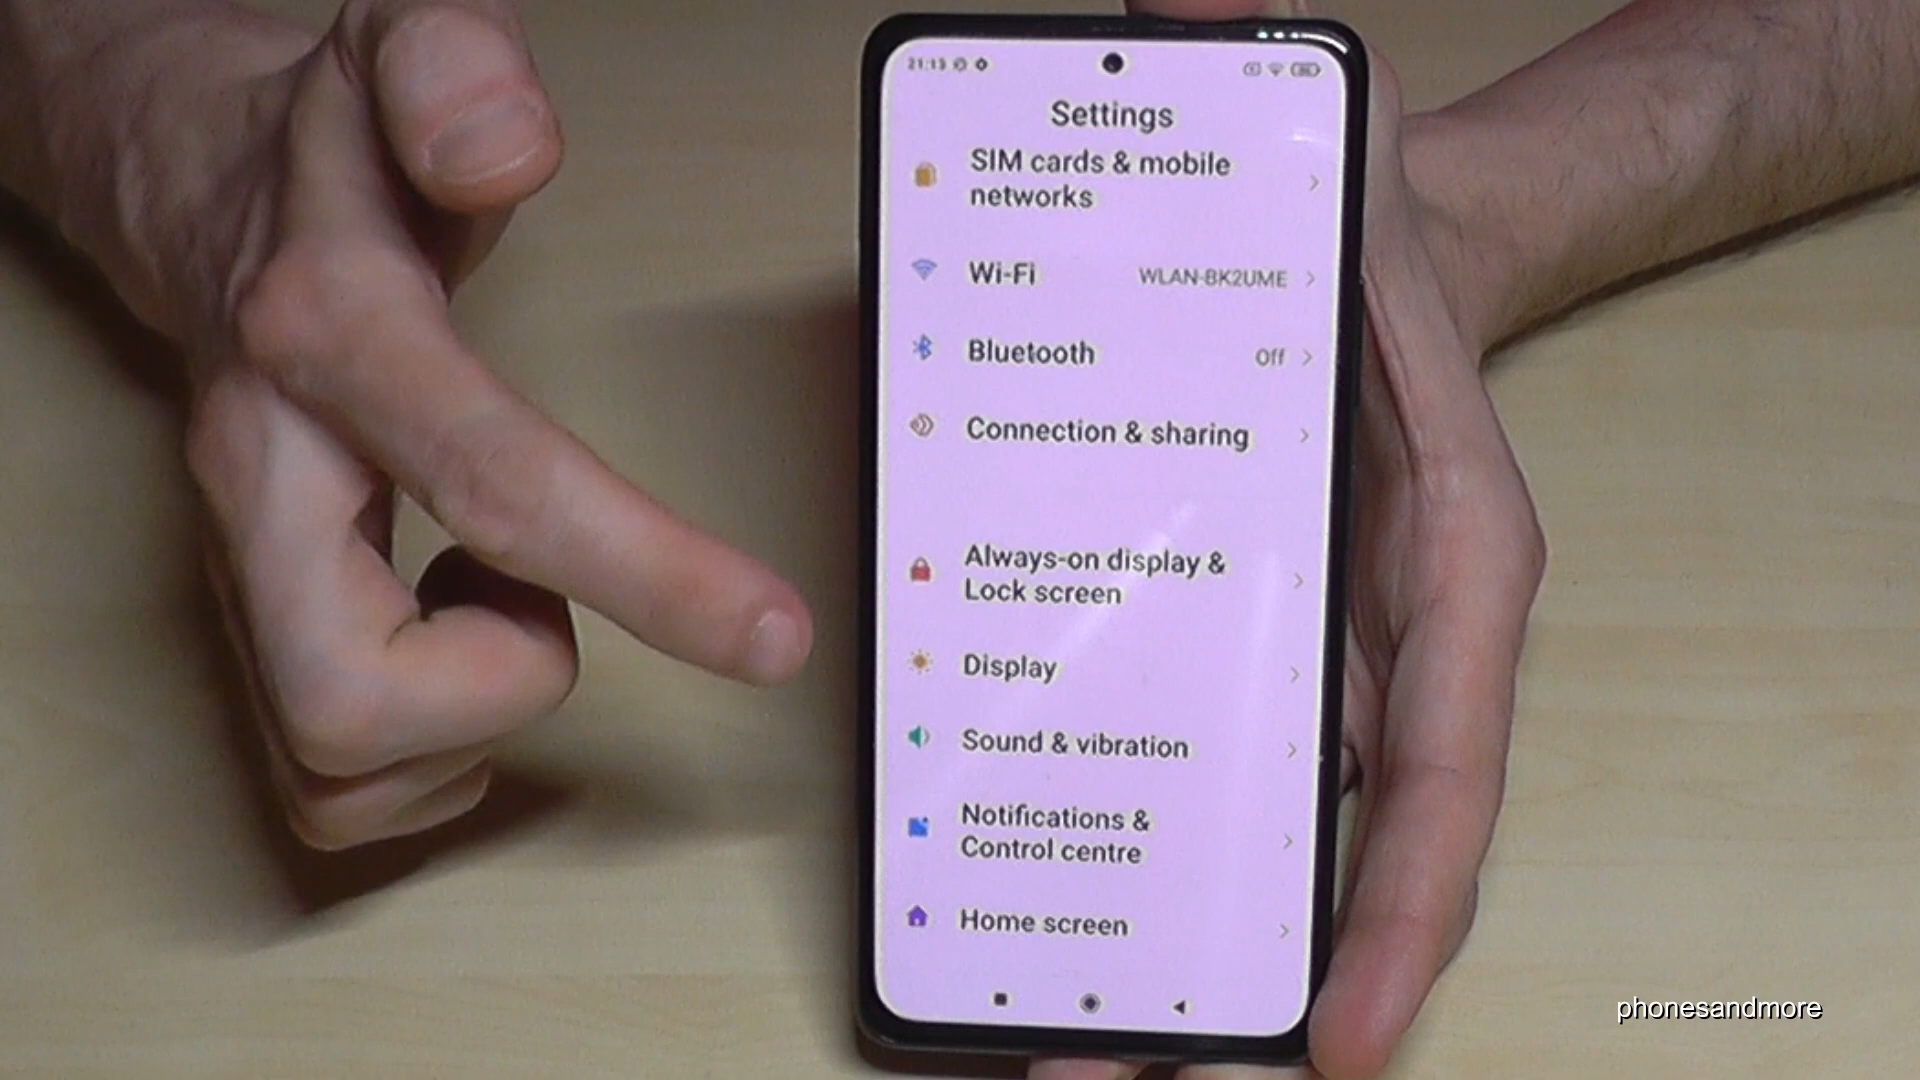 21:13
Settings
SIM cards & mobile
networks
Wi-Fi WLAN-BK2UME
Bluetooth Off
Connection & sharing
Always-on display &
Lock screen
Display
Sound & vibration
Notifications &
Control centre
Home screen
phonesandmore